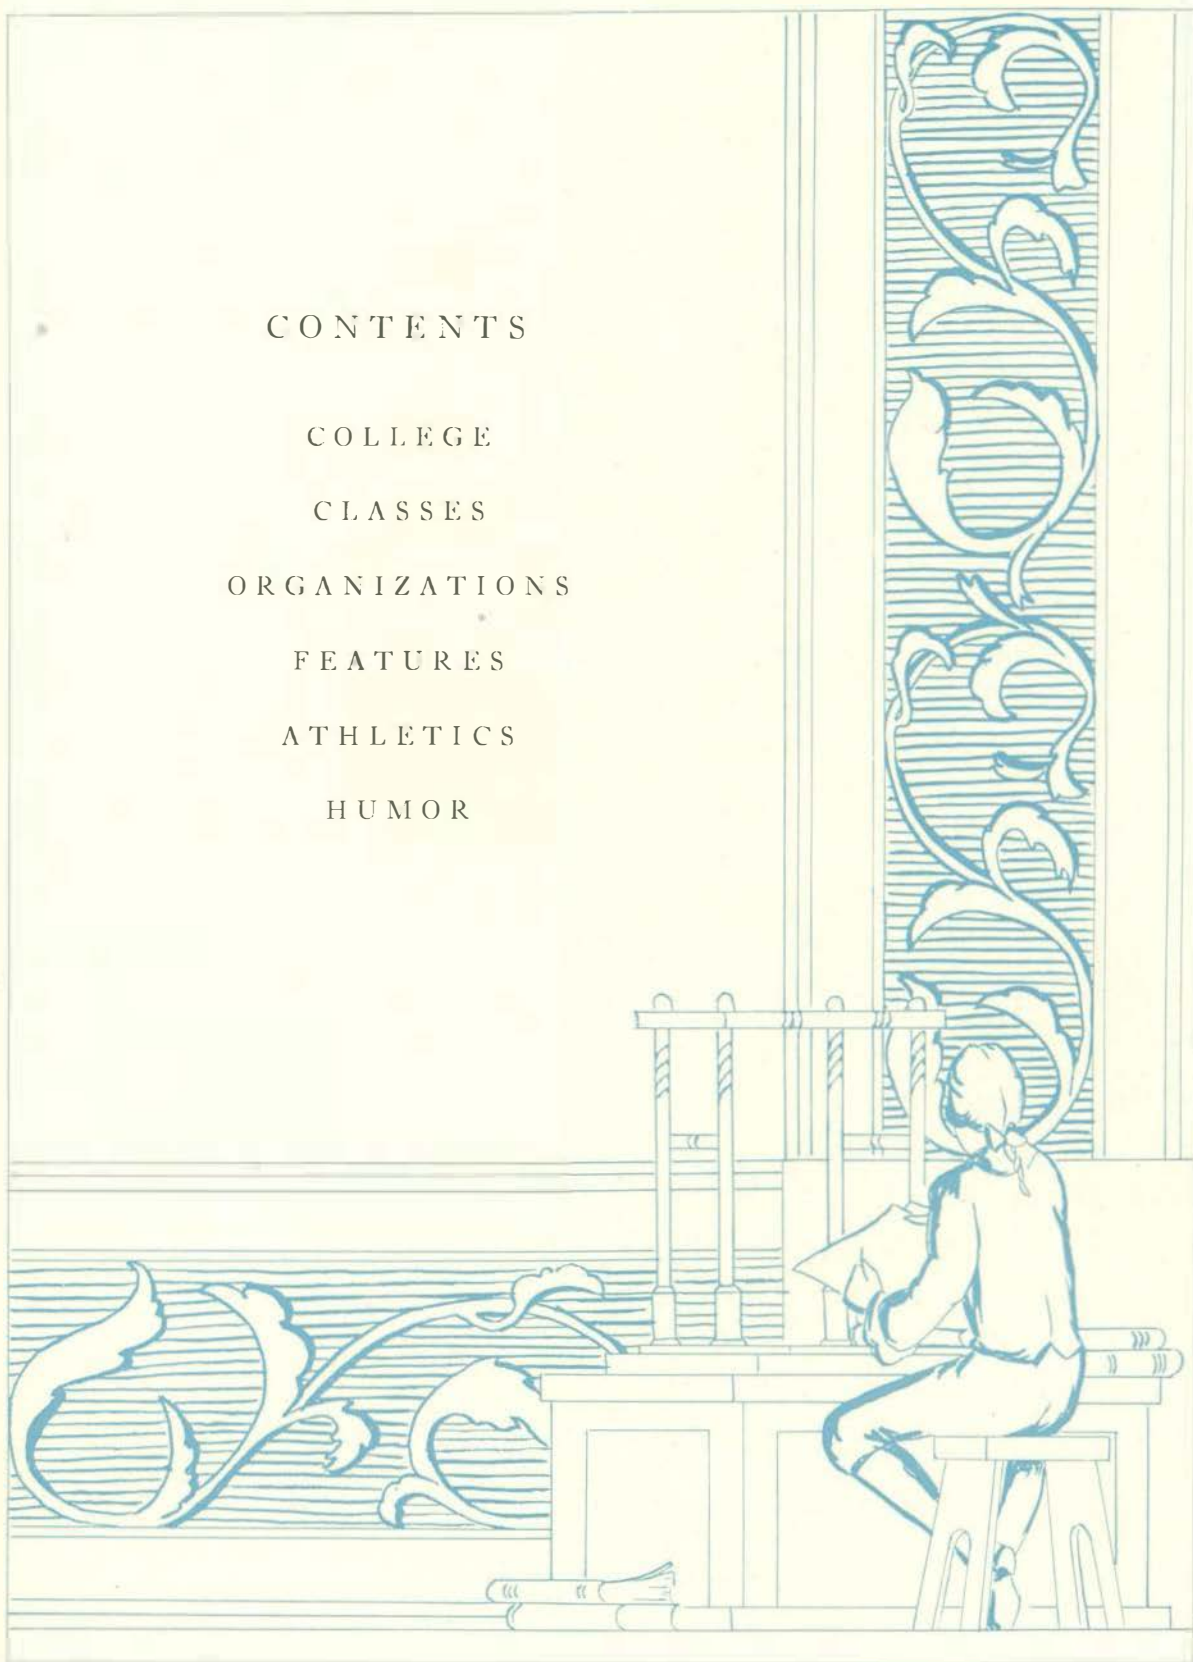 CONTENTS
COLLEGE
CLASSES
ORGANIZATIONS
FEATURES
ATHLETICS
HUMOR